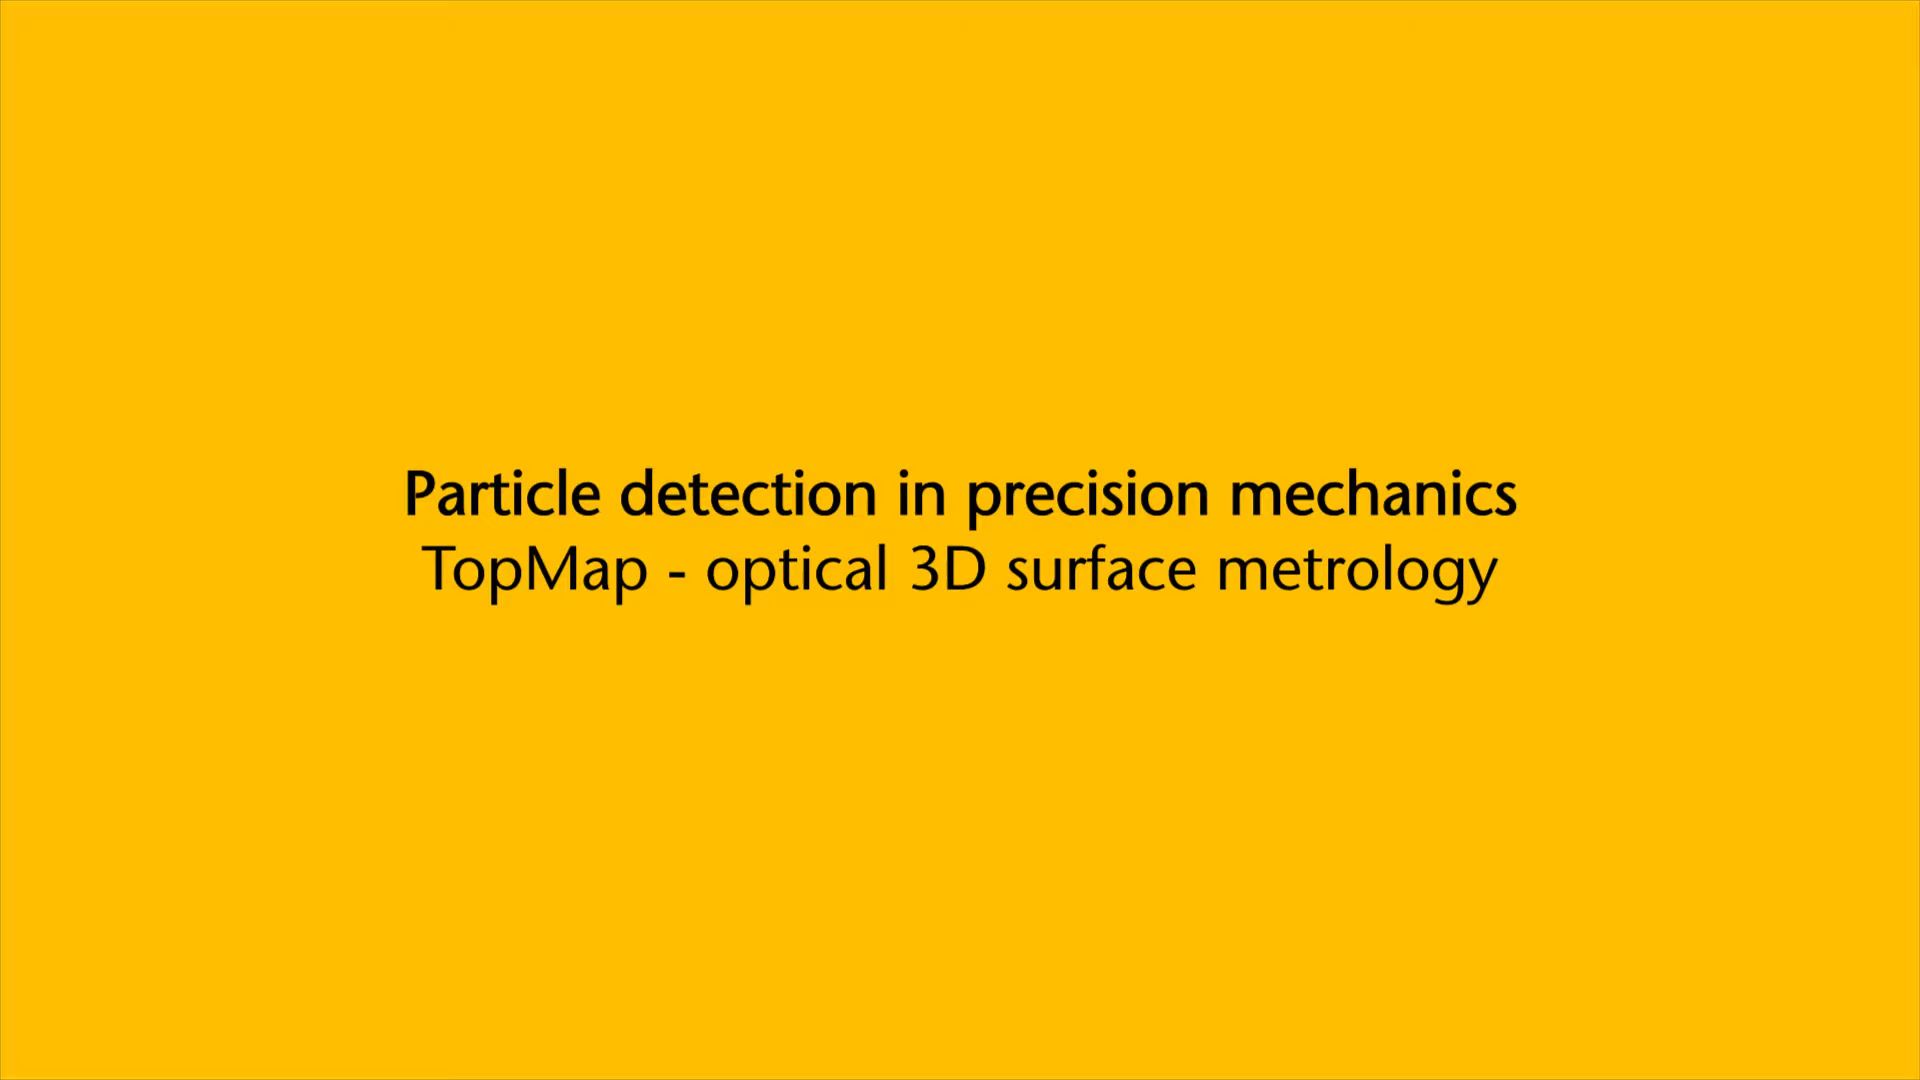 Particle detection in precision mechanics
TopMap - optical 3D surface metrology